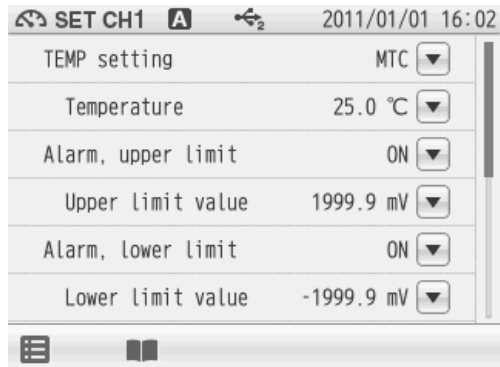 SET CH1 A 2 2011/01/01 16:02
TEMP setting MTC
Temperature 25.0 ℃
Alarm, upper limit ON
Upper limit value 1999.9 mV
Alarm, lower limit ON
Lower limit value -1999.9 mV